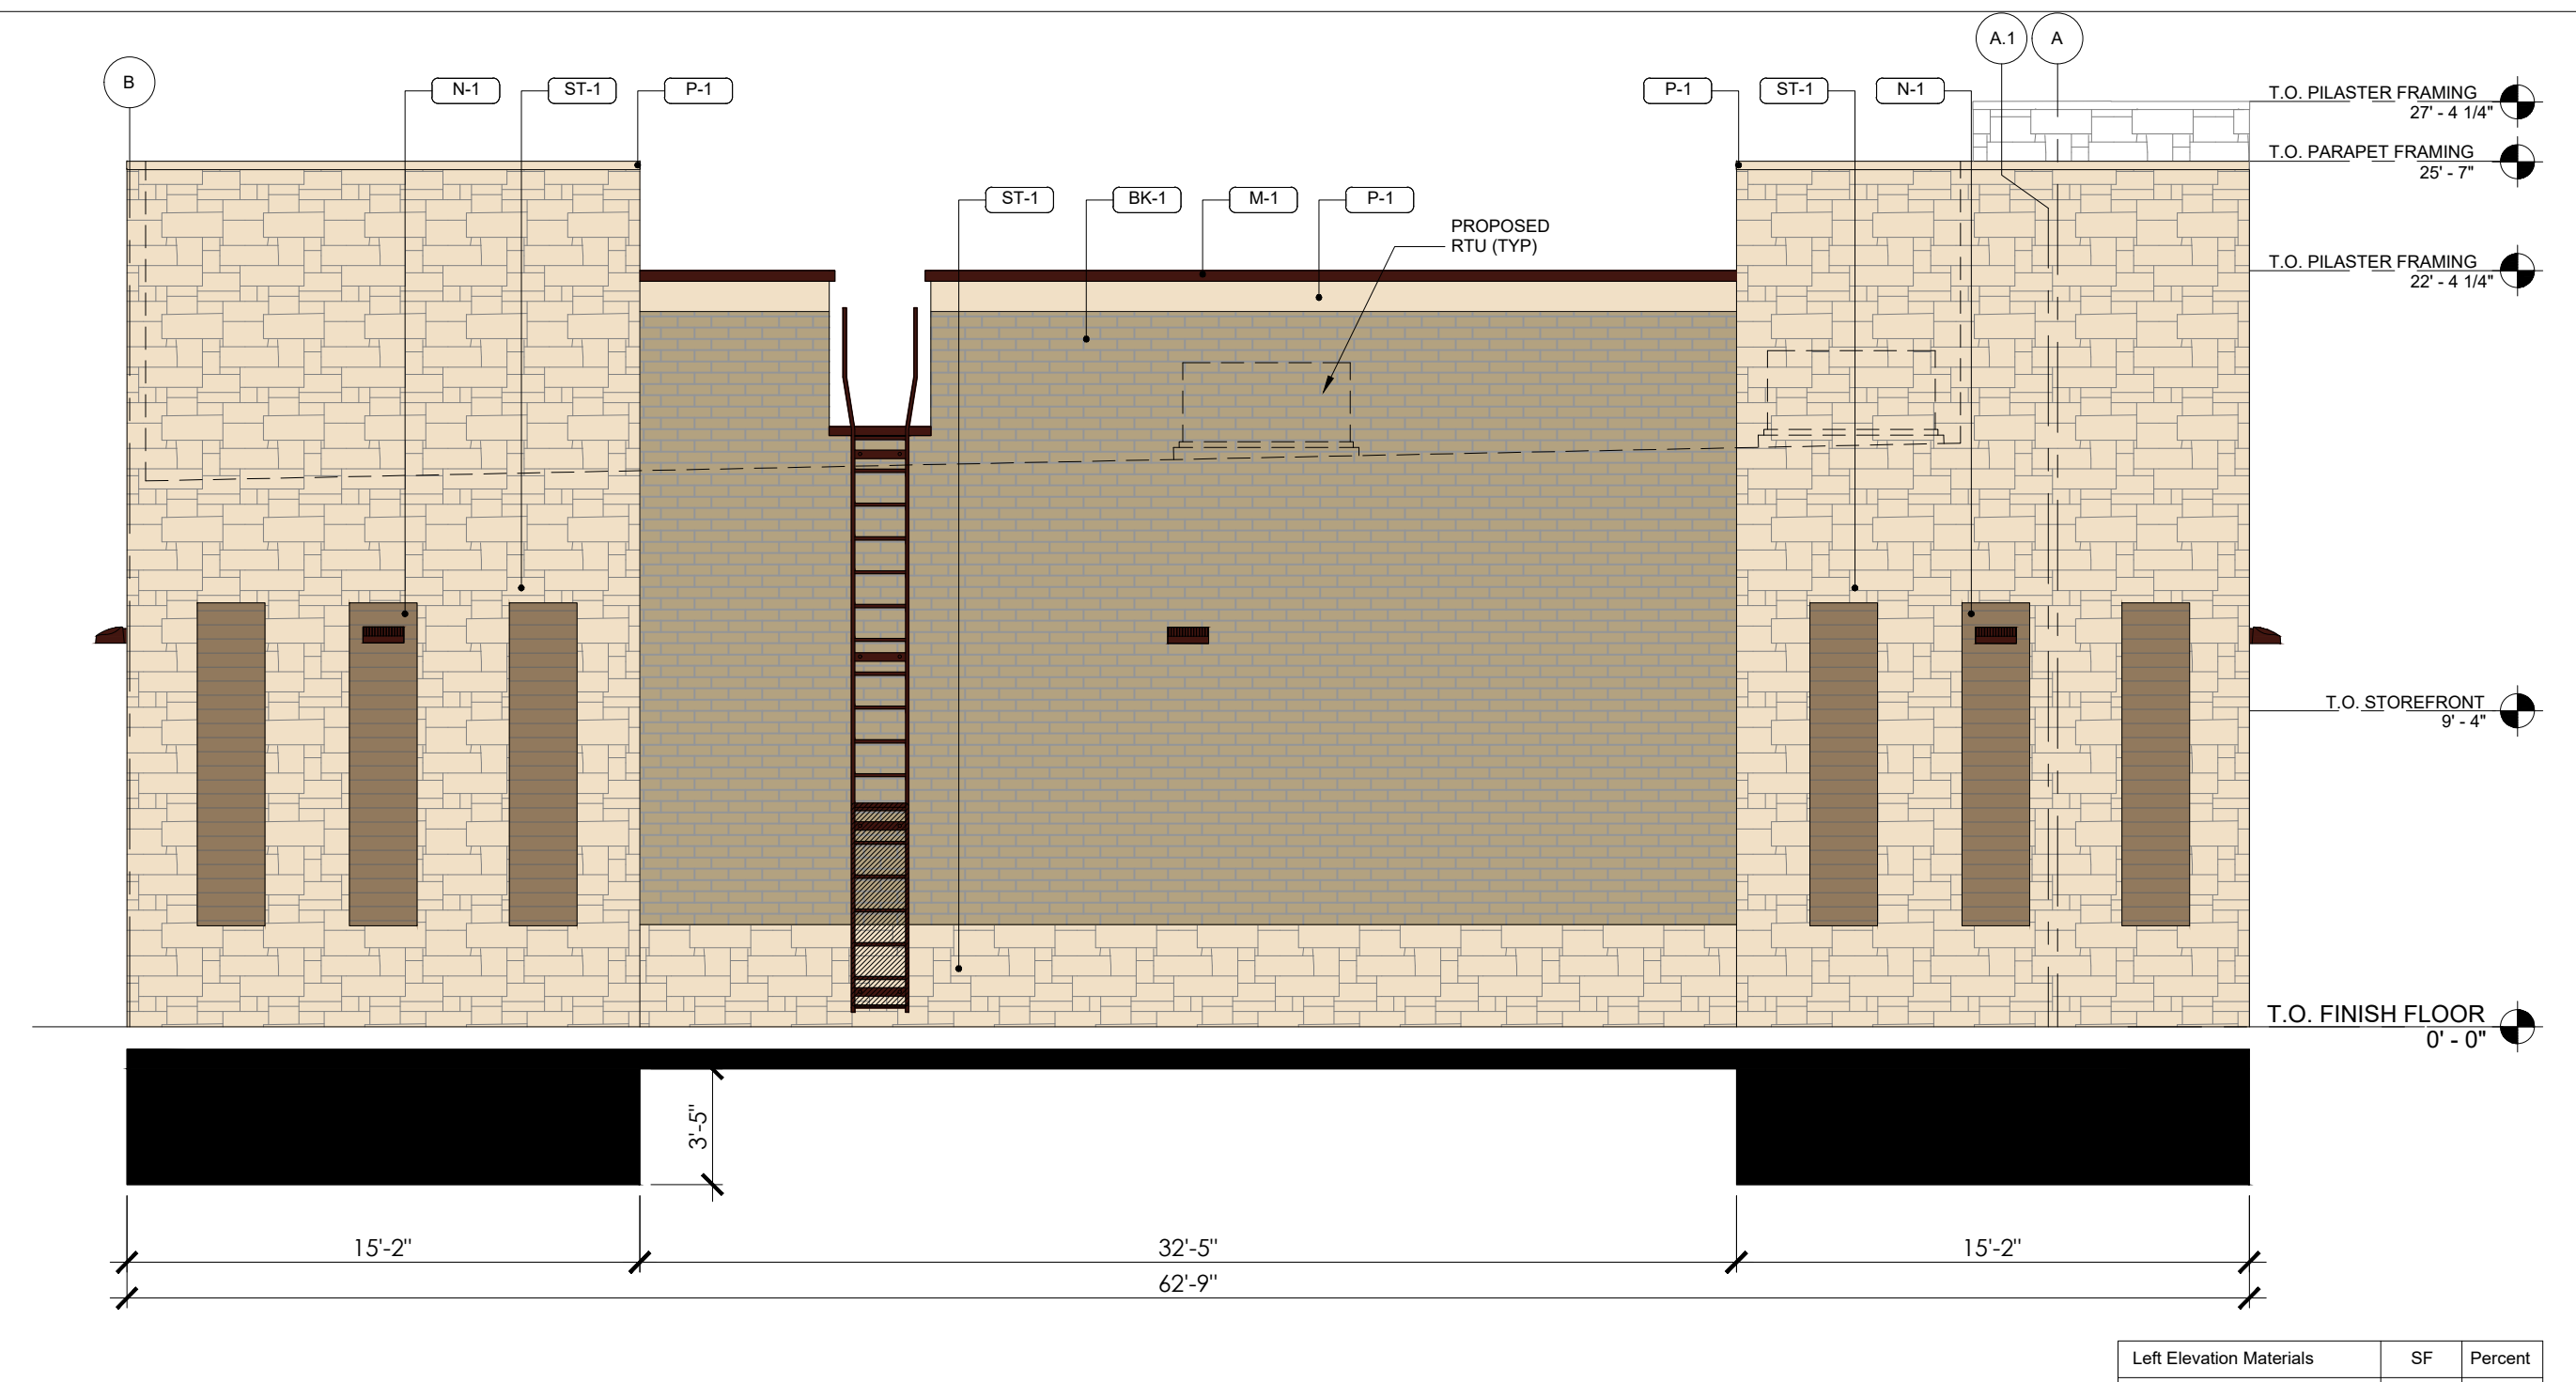 B
N-1
ST-1
P-1
P-1
ST-1
N-1
A.1
A
T.O. PILASTER FRAMING
27' - 4 1/4"
T.O. PARAPET FRAMING
25' - 7"
ST-1
BK-1
M-1
P-1
PROPOSED
RTU (TYP)
T.O. PILASTER FRAMING
22' - 4 1/4"
T.O. STOREFRONT
9' - 4"
T.O. FINISH FLOOR
0' - 0"
3'-5"
15'-2"
32'-5"
15'-2"
62'-9"
Left Elevation Materials SF Percent